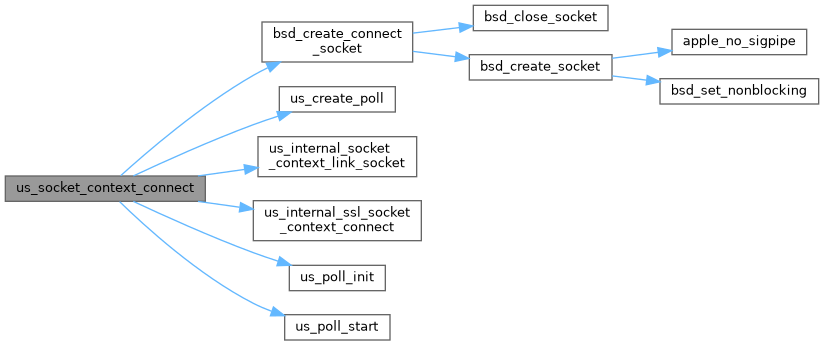 us_socket_context_connect
bsd_create_connect
_socket
bsd_close_socket
bsd_create_socket
apple_no_sigpipe
bsd_set_nonblocking
us_create_poll
us_internal_socket
_context_link_socket
us_internal_ssl_socket
_context_connect
us_poll_init
us_poll_start